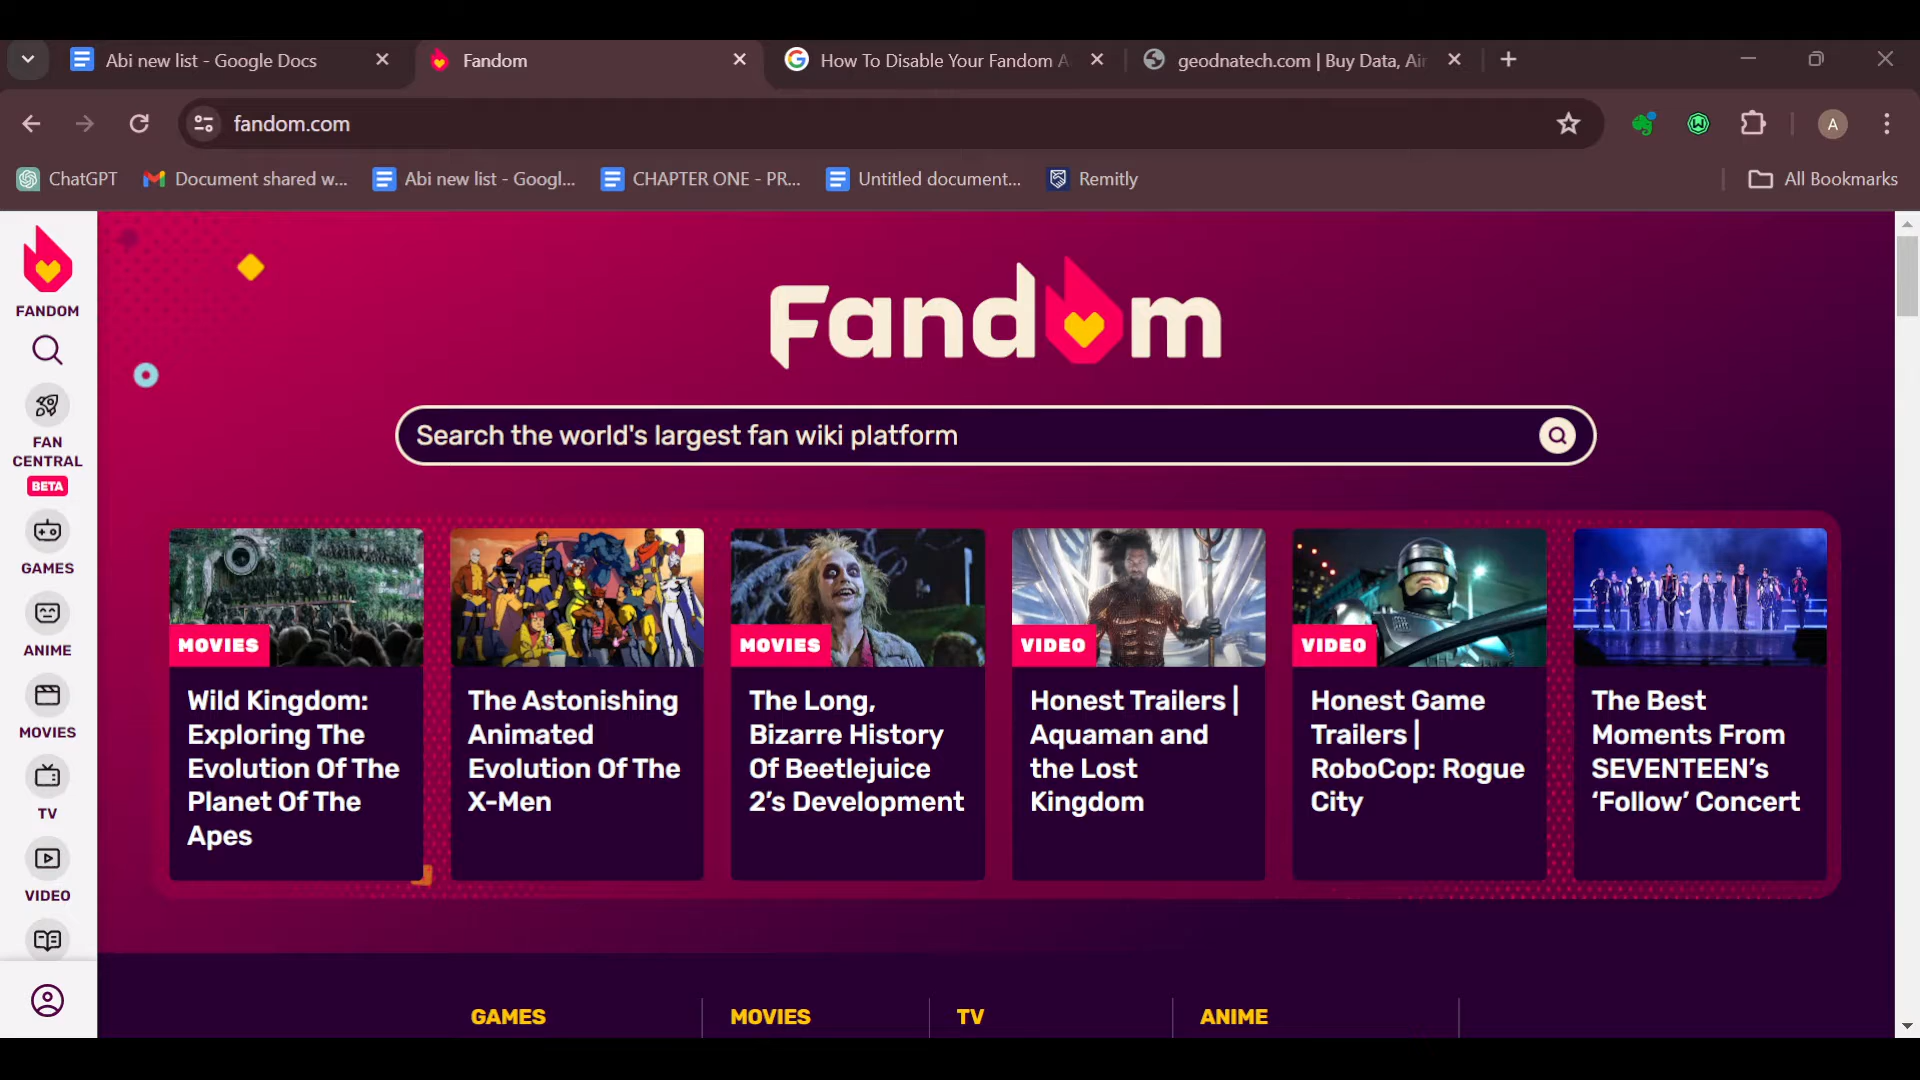 Abi new list - Google Docs
Fandom
How To Disable Your Fandom A
geodnatech.com | Buy Data, Air
fandom.com
A
ChatGPT
Document shared w...
Abi new list - Googl...
CHAPTER ONE - PR...
Untitled document...
Remitly
All Bookmarks
FANDOM
FAN
CENTRAL
BETA
GAMES
ANIME
MOVIES
TV
VIDEO
Fandom
Search the world's largest fan wiki platform
MOVIES
Wild Kingdom:
Exploring The
Evolution Of The
Planet Of The
Apes
The Astonishing
Animated
Evolution Of The
X-Men
MOVIES
The Long,
Bizarre History
Of Beetlejuice
2’s Development
VIDEO
Honest Trailers |
Aquaman and
the Lost
Kingdom
VIDEO
Honest Game
Trailers |
RoboCop: Rogue
City
The Best
Moments From
SEVENTEEN’s
‘Follow’ Concert
GAMES
MOVIES
TV
ANIME